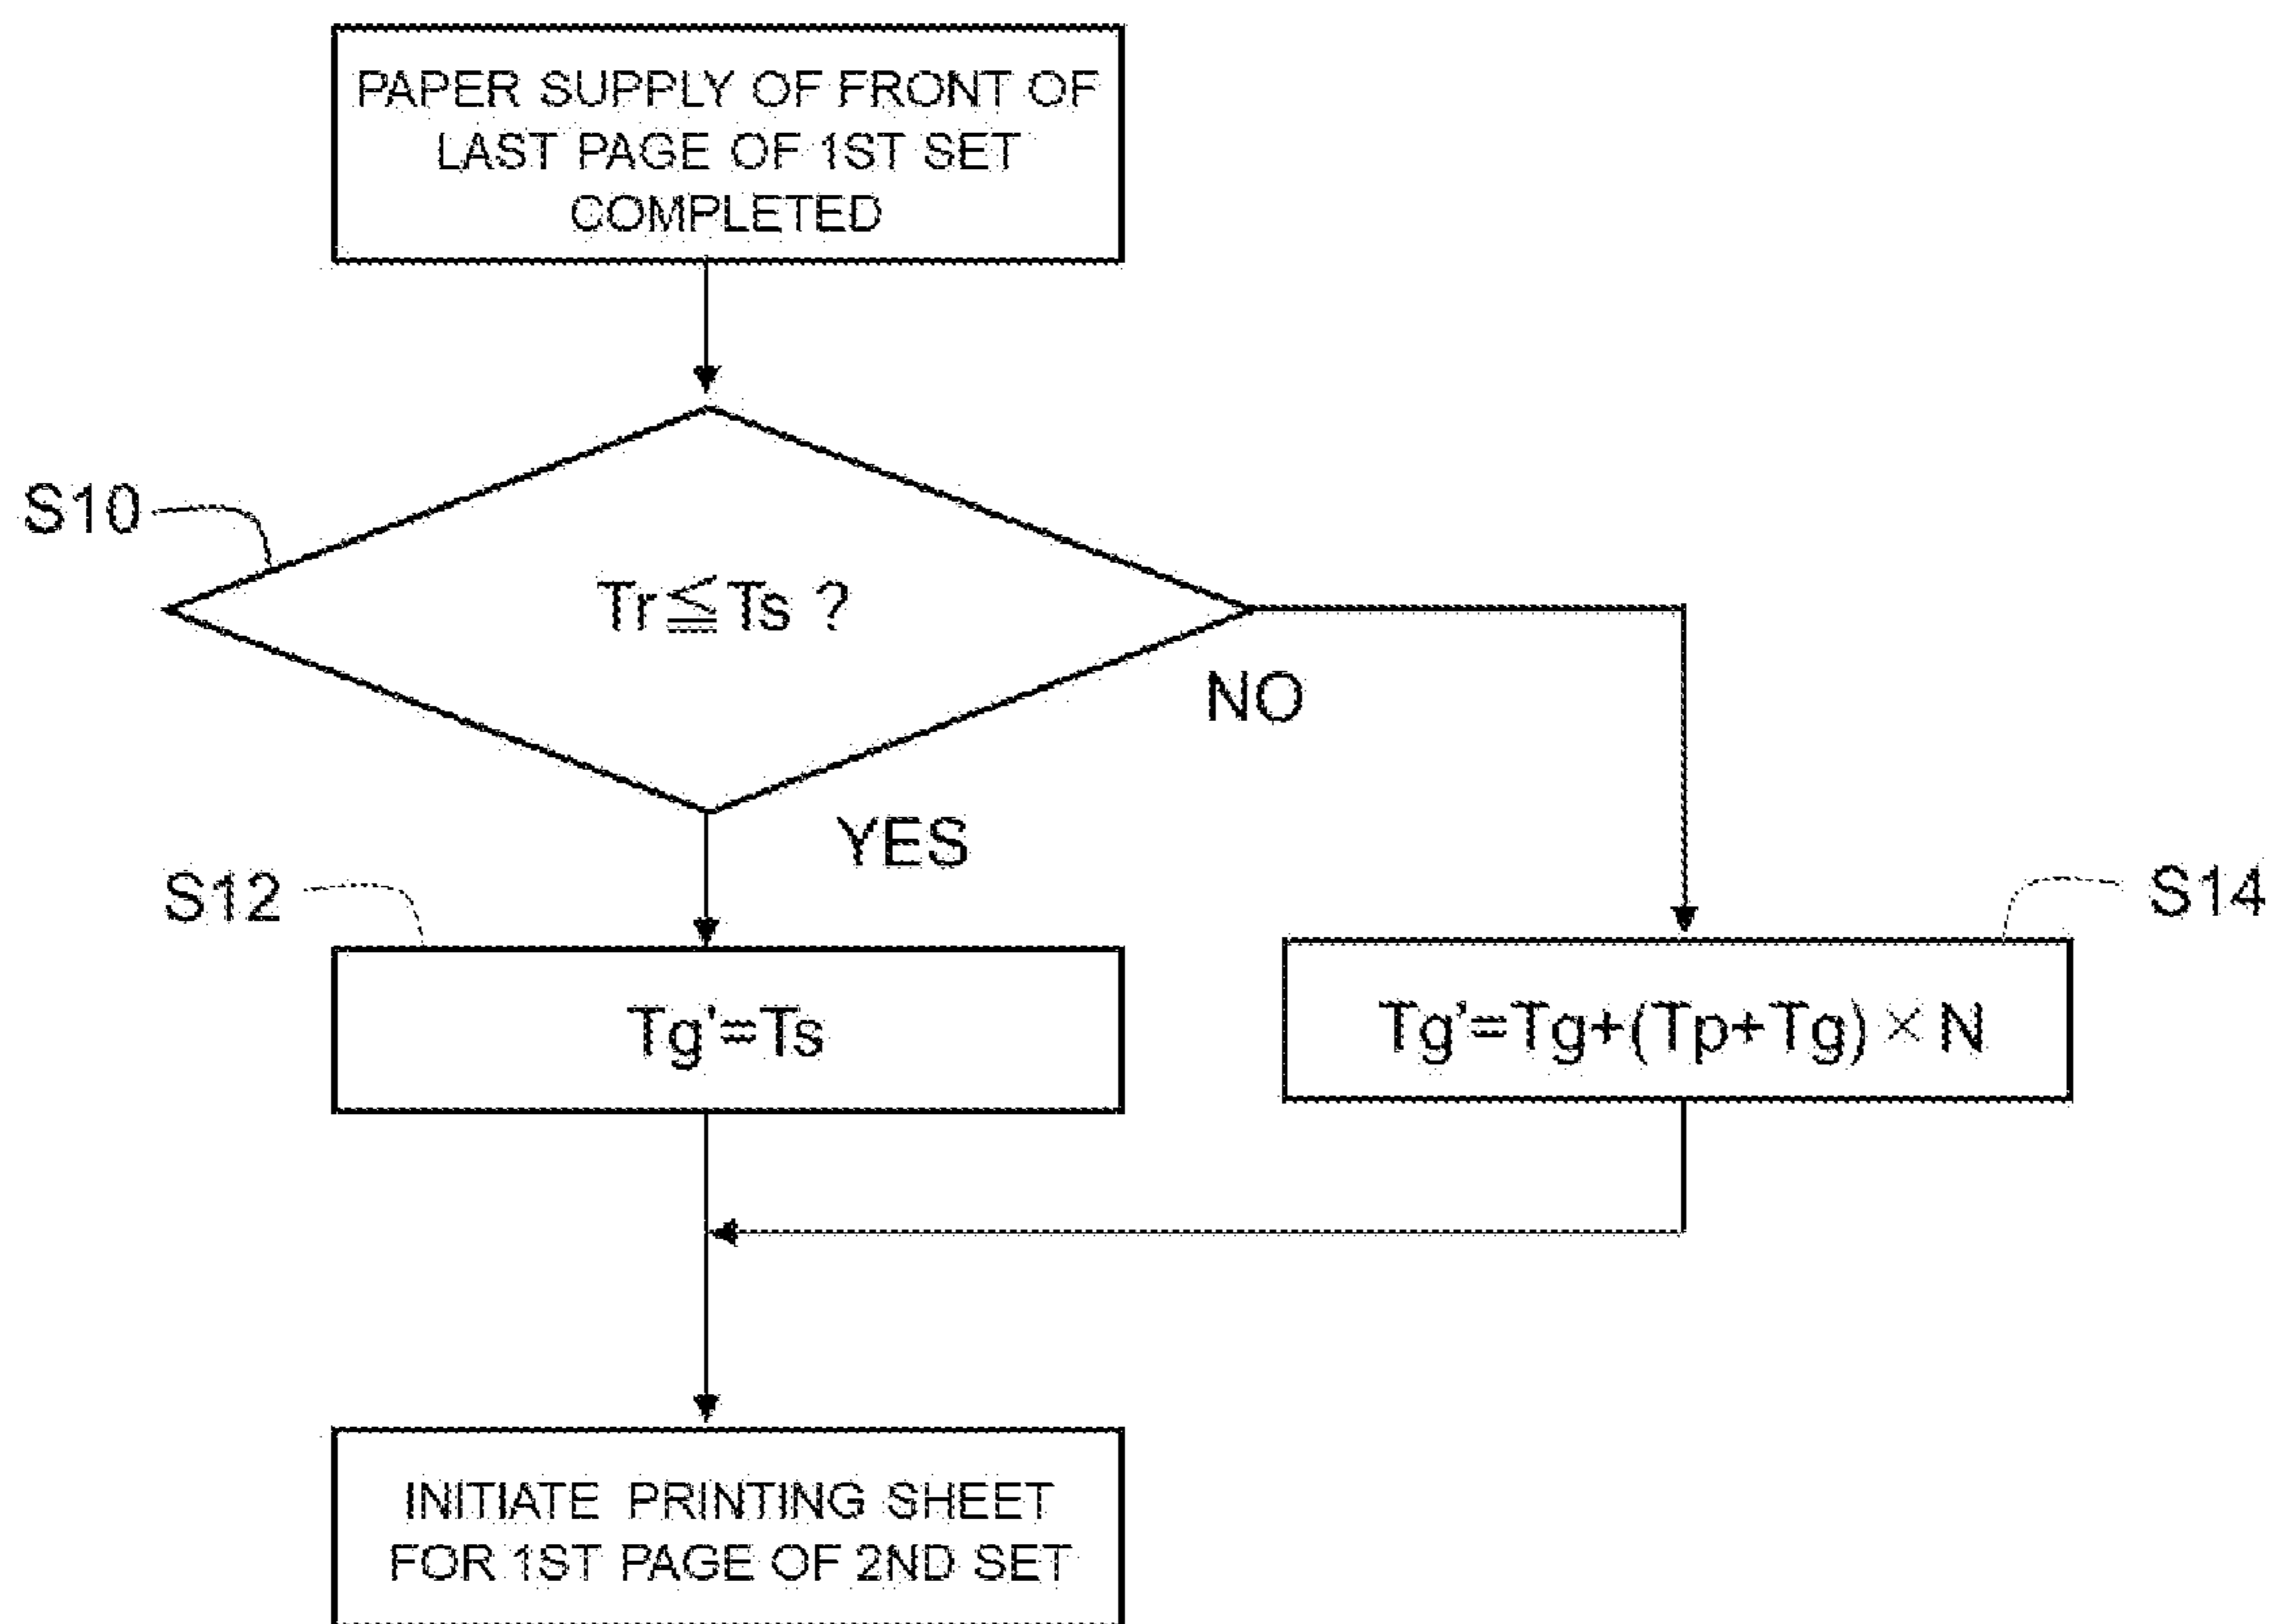 PAPER SUPPLY OF FRONT OF
LAST PAGE OF 1ST SET
COMPLETED
S10
Tr≦Ts ?
NO
YES
S12
S14
Tg'=Ts
Tg'=Tg+(Tp+Tg)×N
INITIATE PRINTING SHEET
FOR 1ST PAGE OF 2ND SET